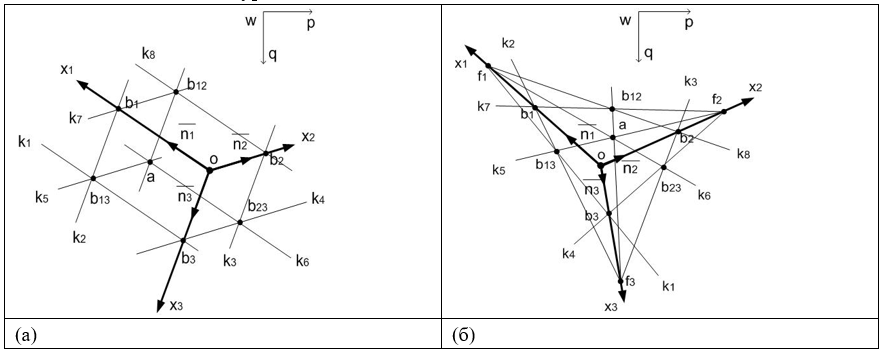 w p
q
k8
x1
b12
b1
k7
n1
n2
x2
k1
o
b2
a
n3
k5
b13
b23
k4
k2
b3
k3
k6
x3
w p
q
k2
x1
f1
k3
x2
b12
f2
k7
b1
n1
a
b2
o
k8
b13
n2
k5
n3
b23
k6
b3
k4
k1
f3
x3
(а) (б)